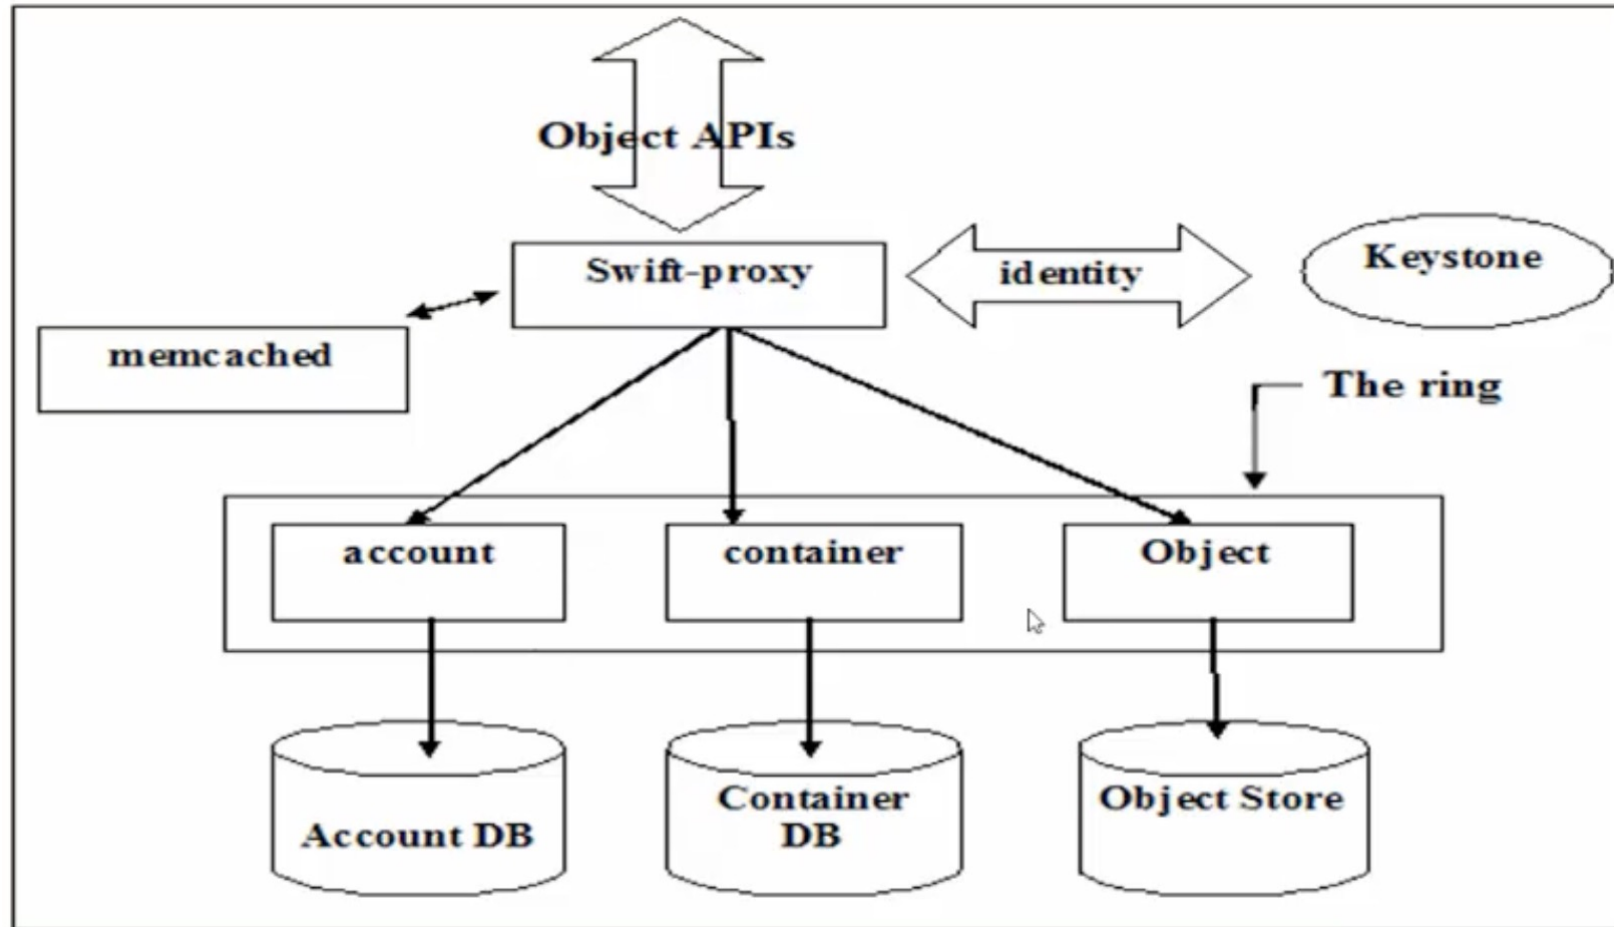 Object APIs
Swift-proxy
identity
Keystone
memcached
The ring
account
container
Object
Account DB
Container
DB
Object Store